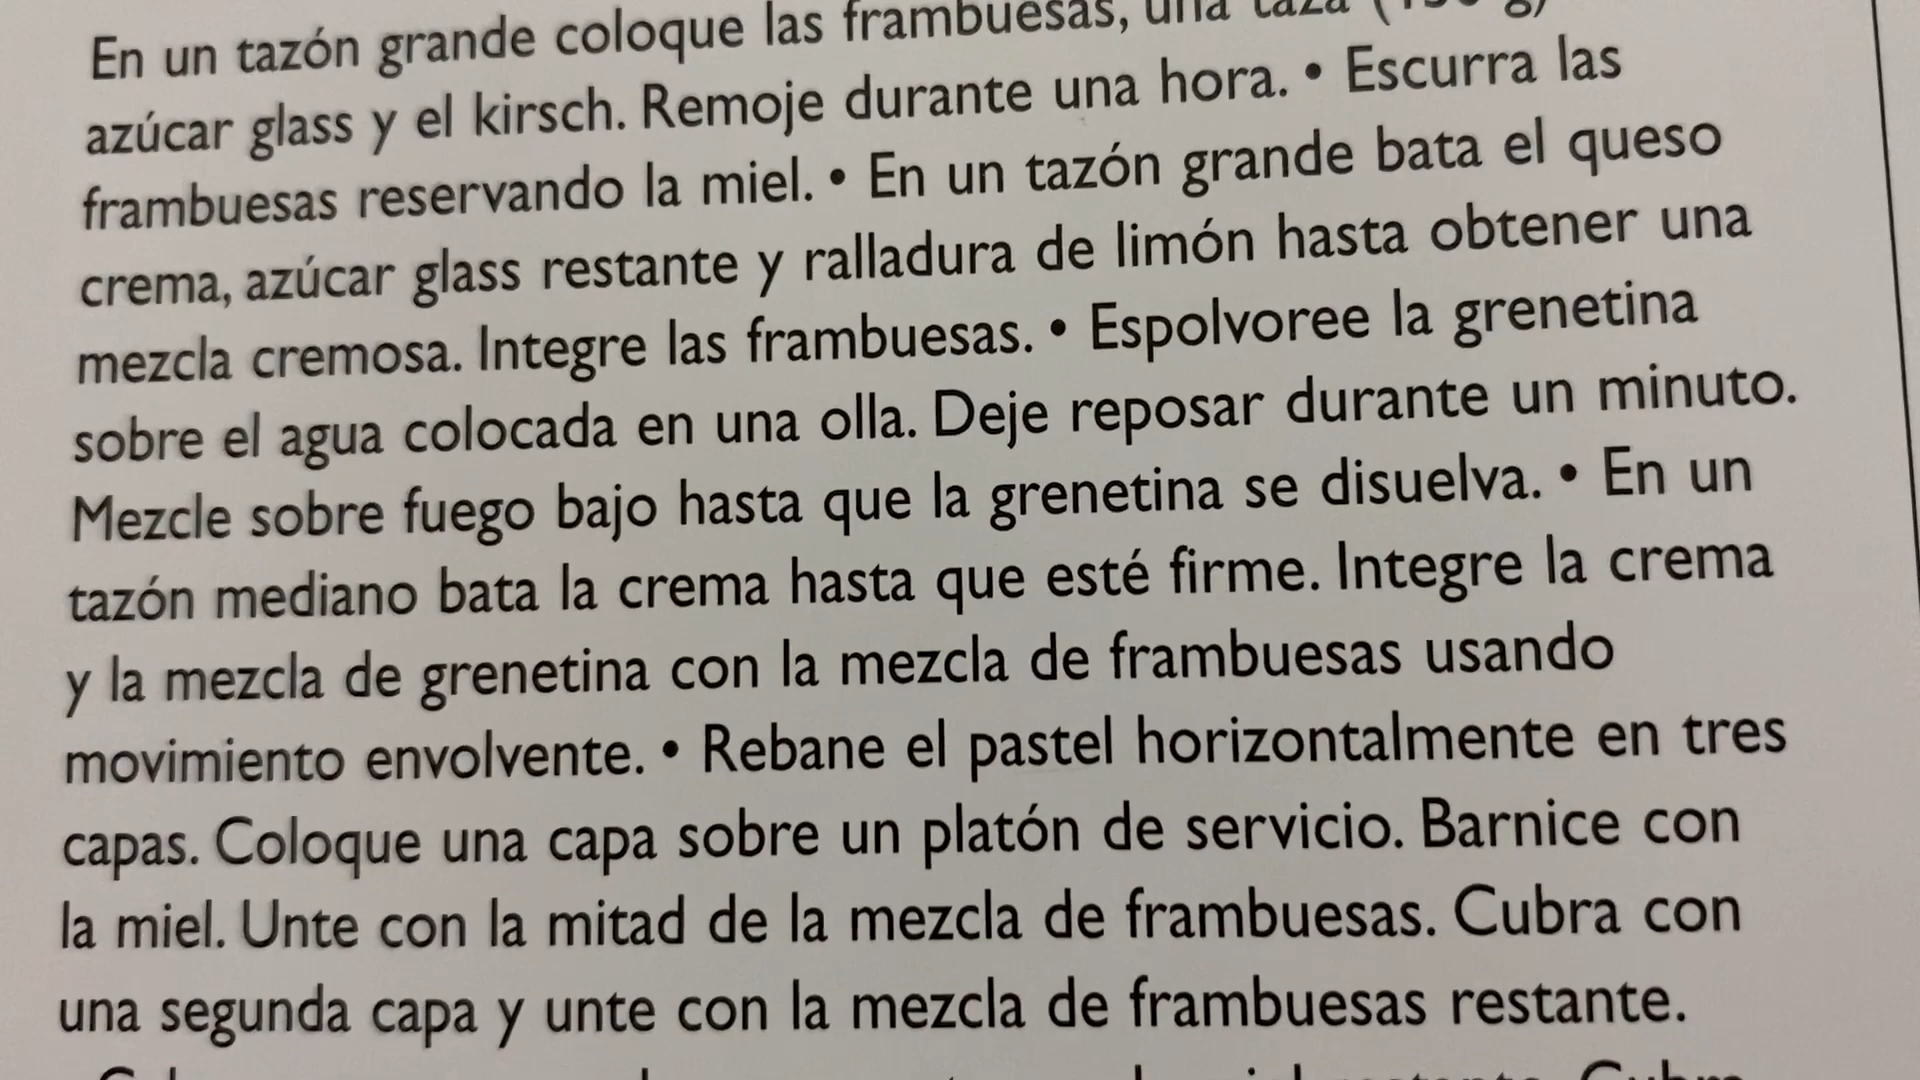 En un tazón grande coloque las frambuesas, una taza
azúcar glass y el kirsch. Remoje durante una hora. • Escurra las
frambuesas reservando la miel. • En un tazón grande bata el queso
crema, azúcar glass restante y ralladura de limón hasta obtener una
mezcla cremosa. Integre las frambuesas. • Espolvoree la grenetina
sobre el agua colocada en una olla. Deje reposar durante un minuto.
Mezcle sobre fuego bajo hasta que la grenetina se disuelva. • En un
tazón mediano bata la crema hasta que esté firme. Integre la crema
y la mezcla de grenetina con la mezcla de frambuesas usando
movimiento envolvente. • Rebane el pastel horizontalmente en tres
capas. Coloque una capa sobre un platón de servicio. Barnice con
la miel. Unte con la mitad de la mezcla de frambuesas. Cubra con
una segunda capa y unte con la mezcla de frambuesas restante.